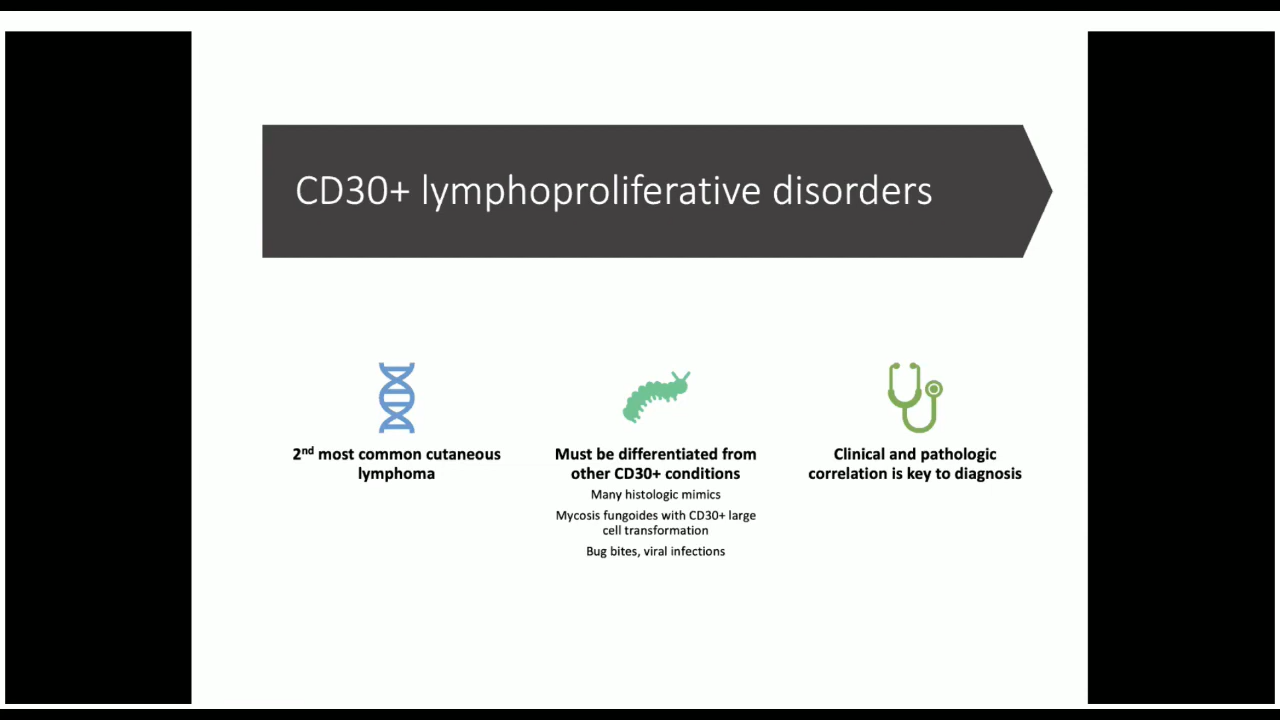 CD30+ lymphoproliferative disorders
2nd most common cutaneous
lymphoma
Must be differentiated from
other CD30+ conditions
Many histologic mimics
Mycosis fungoides with CD30+ large
cell transformation
Bug bites, viral infections
Clinical and pathologic
correlation is key to diagnosis